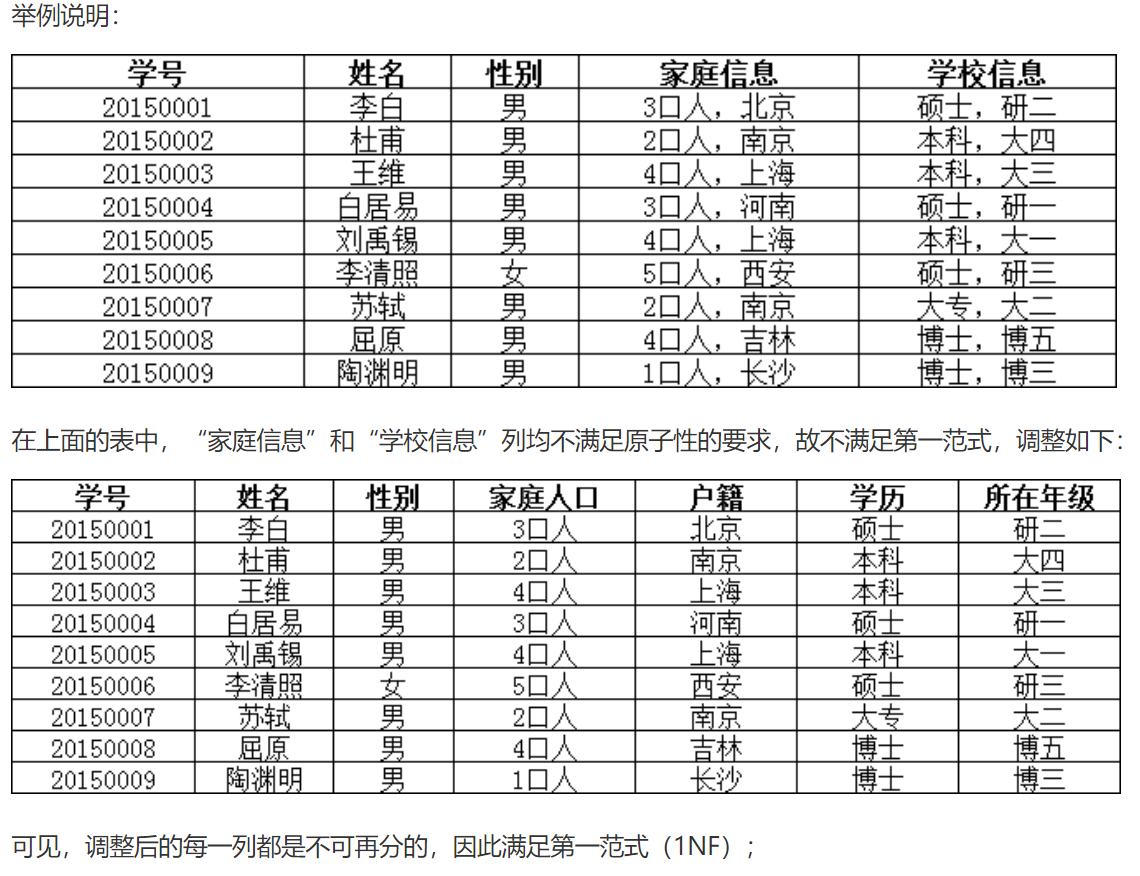 举例说明：
学号 姓名 性别 家庭信息 学校信息
20150001 李白 男 3口人，北京 硕士，研二
20150002 杜甫 男 2口人，南京 本科，大四
20150003 王维 男 4口人，上海 本科，大三
20150004 白居易 男 3口人，河南 硕士，研一
20150005 刘禹锡 男 4口人，上海 本科，大一
20150006 李清照 女 5口人，西安 硕士，研三
20150007 苏轼 男 2口人，南京 大专，大二
20150008 屈原 男 4口人，吉林 博士，博五
20150009 陶渊明 男 1口人，长沙 博士，博三
在上面的表中，“家庭信息”和“学校信息”列均不满足原子性的要求，故不满足第一范式，调整如下：
学号 姓名 性别 家庭人口 户籍 学历 所在年级
20150001 李白 男 3口人 北京 硕士 研二
20150002 杜甫 男 2口人 南京 本科 大四
20150003 王维 男 4口人 上海 本科 大三
20150004 白居易 男 3口人 河南 硕士 研一
20150005 刘禹锡 男 4口人 上海 本科 大一
20150006 李清照 女 5口人 西安 硕士 研三
20150007 苏轼 男 2口人 南京 大专 大二
20150008 屈原 男 4口人 吉林 博士 博五
20150009 陶渊明 男 1口人 长沙 博士 博三
可见，调整后的每一列都是不可再分的，因此满足第一范式（1NF）；